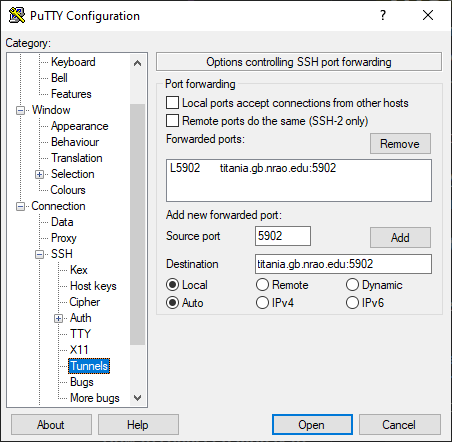 PuTTY Configuration
? ×
Category:
Keyboard
Bell
Features
Window
Appearance
Behaviour
Translation
Selection
Colours
Connection
Data
Proxy
SSH
Kex
Host keys
Cipher
Auth
TTY
X11
Tunnels
Bugs
More bugs
Options controlling SSH port forwarding
Port forwarding
Local ports accept connections from other hosts
Remote ports do the same (SSH-2 only)
Forwarded ports:
Remove
L5902 titania.gb.nrao.edu:5902
Add new forwarded port:
Source port 5902 Add
Destination titania.gb.nrao.edu:5902
Local Remote Dynamic
Auto IPv4 IPv6
About Help Open Cancel